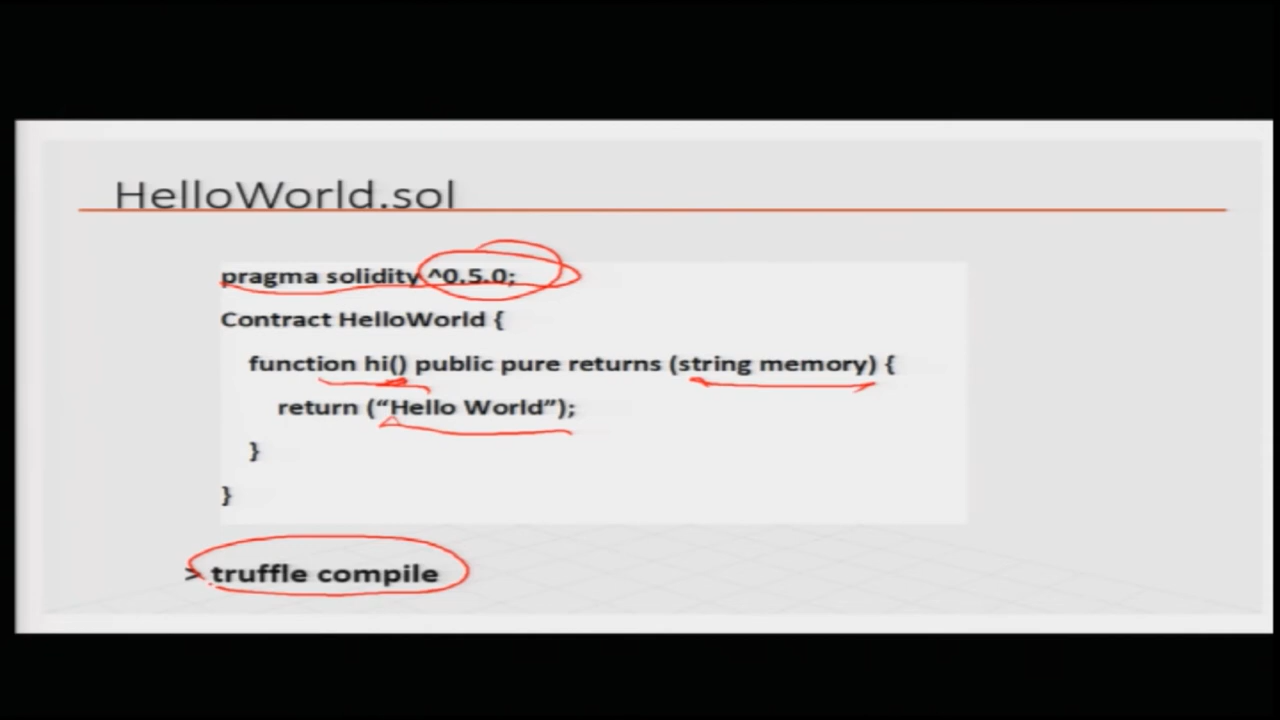 HelloWorld.sol
pragma solidity ^0.5.0;
Contract HelloWorld {
function hi() public pure returns (string memory) {
return (“Hello World”);
}
}
> truffle compile